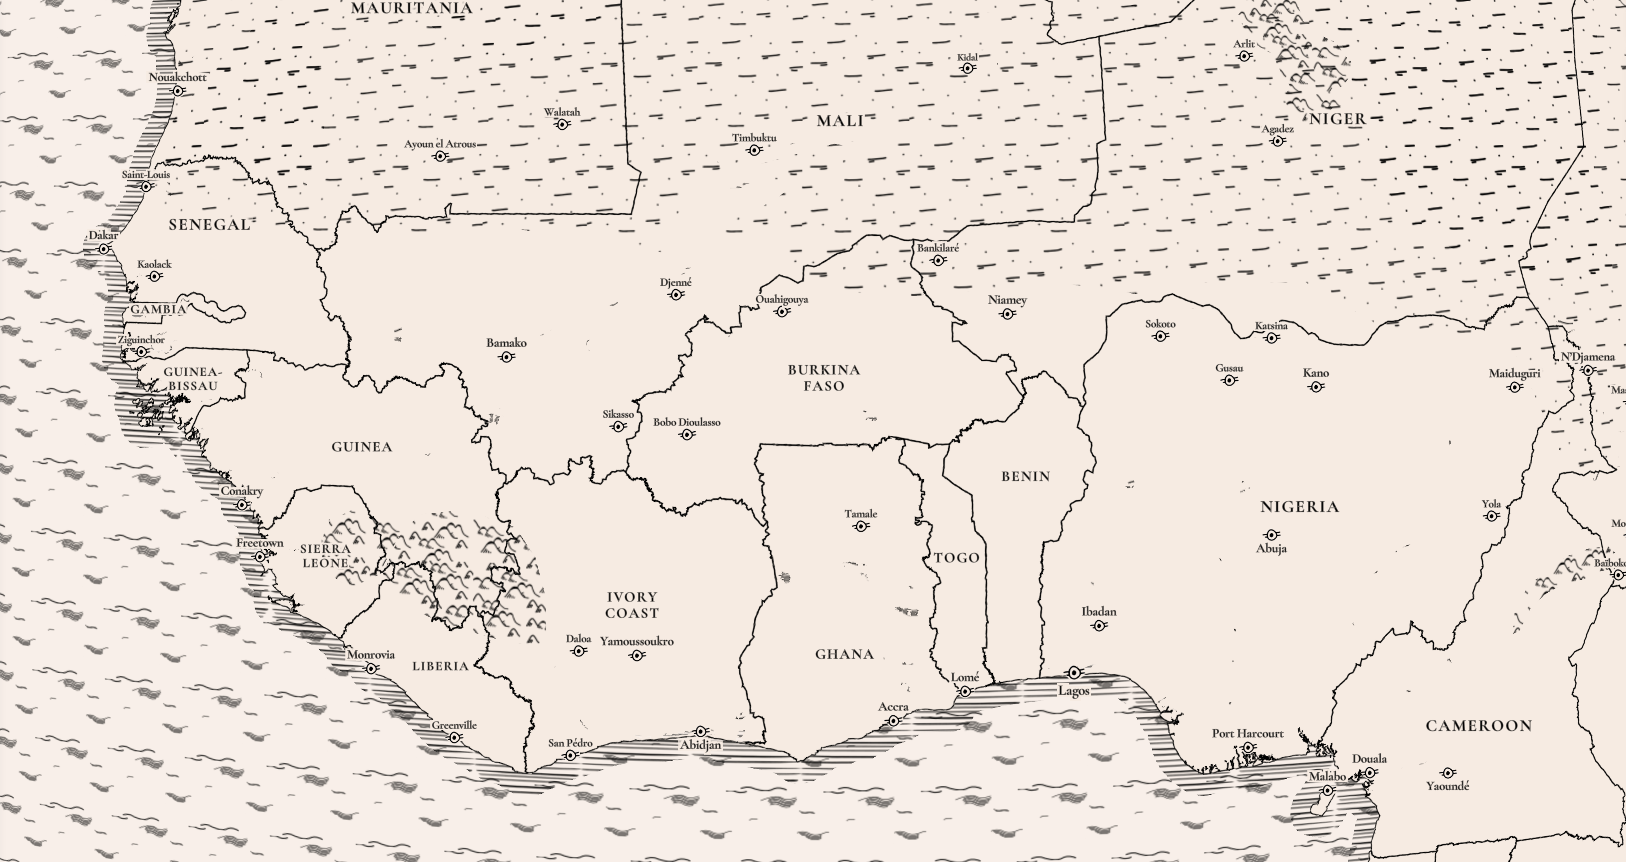 MAURITANIA
Arlit
Kidal
Nouakchott
Walatah
MALI
NIGER
Agadez
Timbuktu
Ayoun el Atrous
Saint-Louis
SENEGAL
Dakar
Bankilaré
Kaolack
Djenné
Ouahigouya
Niamey
GAMBIA
Sokoto
Katsina
Ziguinchor
Bamako
N'Djamena
GUINEA-
BISSAU
BURKINA
FASO
Gusau
Kano
Maiduguri
Ma
Sikasso
Bobo Dioulasso
GUINEA
BENIN
Conakry
NIGERIA
Yola
Tamale
Mo
Freetown
SIERRA
LEONE
Abuja
TOGO
Baïboko
IVORY
COAST
Ibadan
Daloa
Yamoussoukro
GHANA
Monrovia
LIBERIA
Lomé
Lagos
Accra
Greenville
CAMEROON
Port Harcourt
San Pédro
Abidjan
Douala
Malabo
Yaoundé